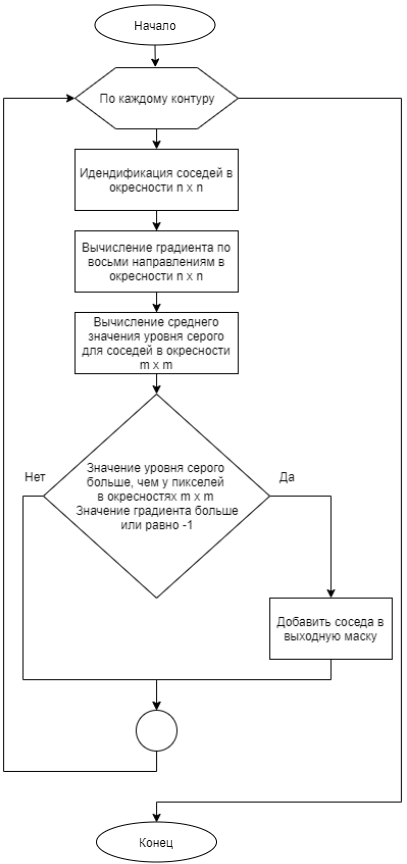 Начало
По каждому контуру
Идендификация соседей в
окресности n x n
Вычисление градиента по
восьми направлениям в
окресности n x n
Вычисление среднего
значения уровня серого
для соседей в окресности
m x m
Нет
Значение уровня серого
больше, чем у пикселей
в окресностях m x m
Значение градиента больше
или равно -1
Да
Добавить соседа в
выходную маску
Конец